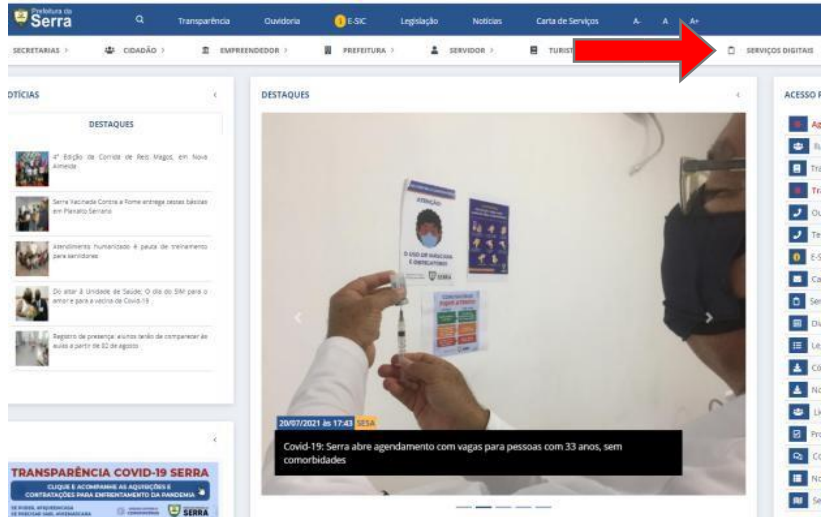 Prefeitura da
Serra
Transparência
Ouvidoria
E-SIC
Legislação
Notícias
Carta de Serviços
A-
A
A+
SECRETARIAS >
CIDADÃO >
EMPREENDEDOR >
PREFEITURA >
SERVIDOR >
SERVIÇOS DIGITAIS
DESTAQUES
4ª Edição da Corrida de Reis Magos, em Nova
Almeida
Serra Vacinada Contra a Fome entrega cestas básicas
em Planalto Serrano
Atendimento humanizado é pauta de treinamento
para servidores
Do altar à Unidade de Saúde: O dia do SIM para o
amor e para a vacina de Covid-19
Registro de presença: alunos terão de comparecer às
aulas a partir de 02 de agosto
TRANSPARÊNCIA COVID-19 SERRA
CLIQUE E ACOMPANHE AS AQUISIÇÕES E
CONTRATAÇÕES PARA ENFRENTAMENTO DA PANDEMIA
SERRA
DESTAQUES
ATENÇÃO!
O USO DE MÁSCARA
É OBRIGATÓRIO
SERRA
20/07/2021 às 17:43 SESA
Covid-19: Serra abre agendamento com vagas para pessoas com 33 anos, sem
comorbidades
ACESSO